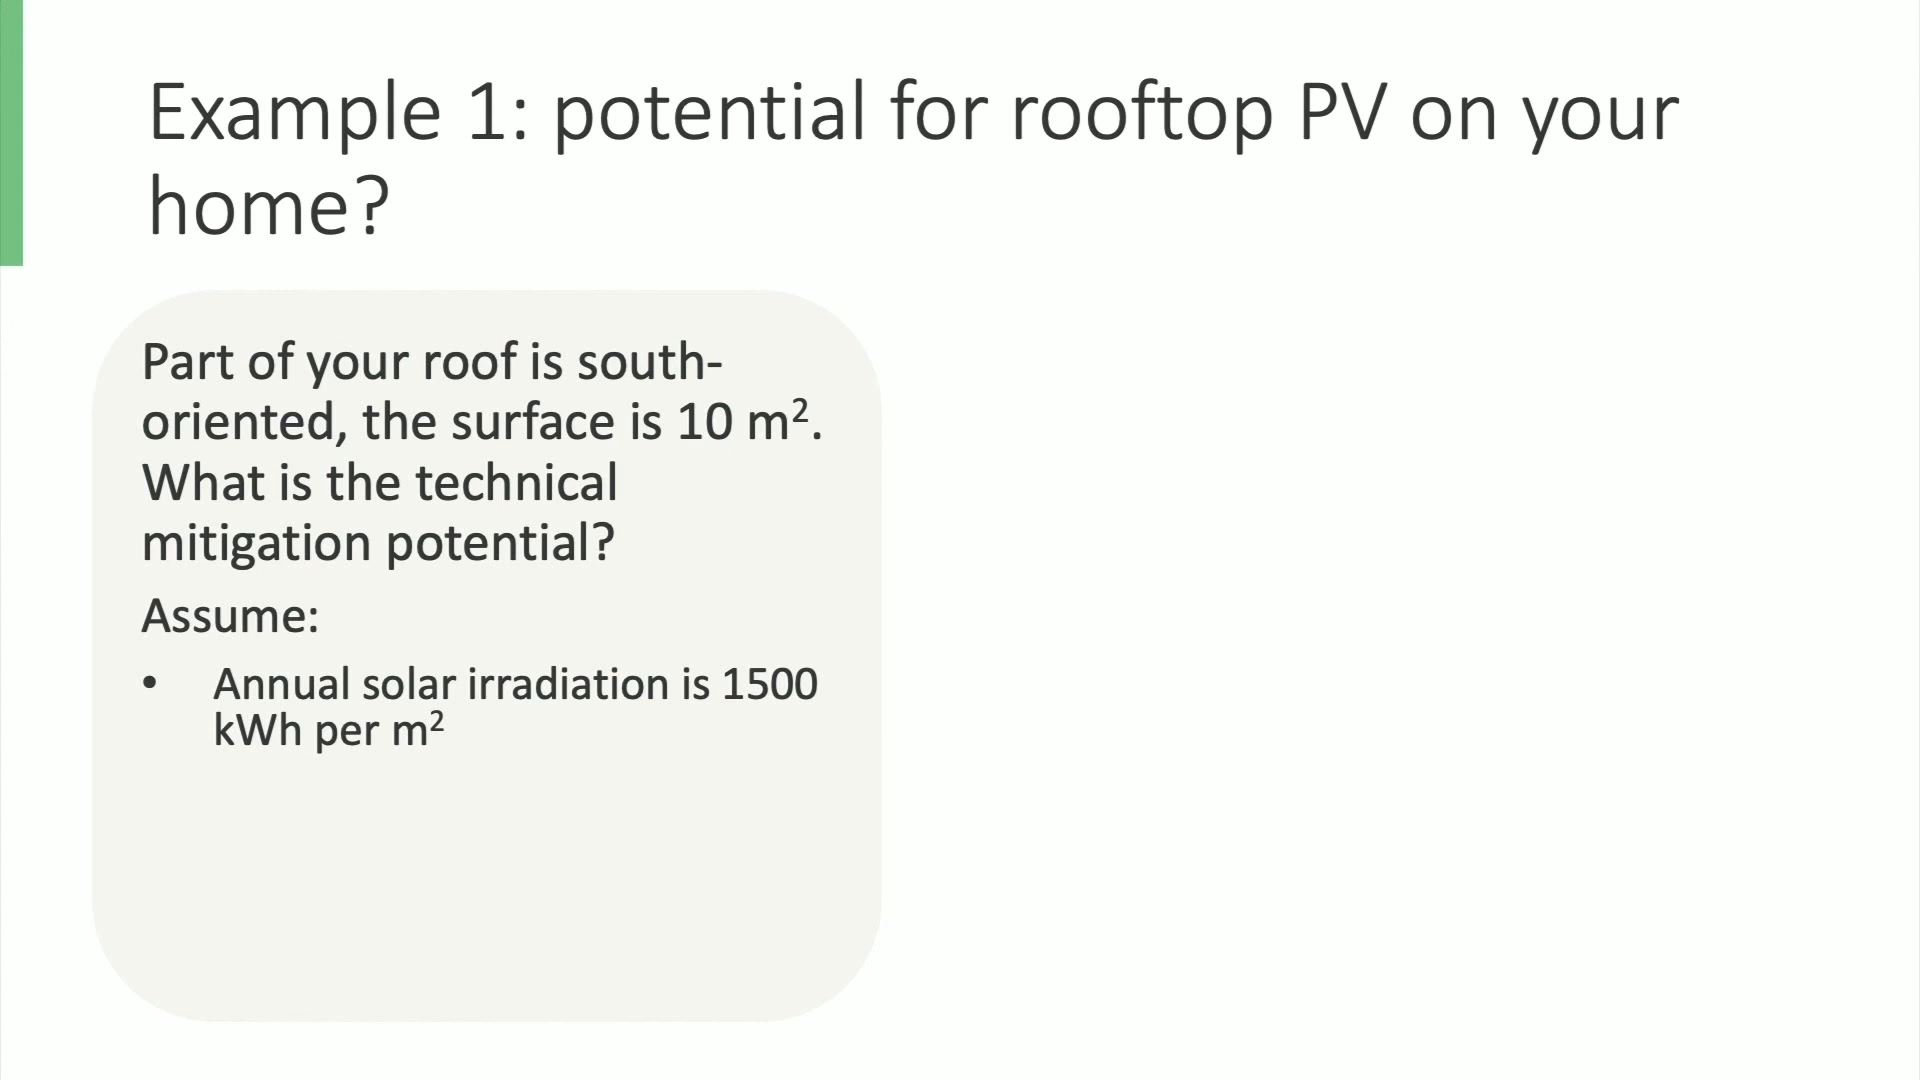 Example 1: potential for rooftop PV on your
home?
Part of your roof is south-
oriented, the surface is 10 m².
What is the technical
mitigation potential?
Assume:
• Annual solar irradiation is 1500
kWh per m²